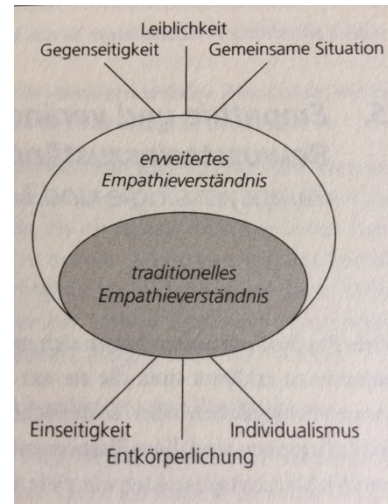 Leiblichkeit
Gegenseitigkeit
Gemeinsame Situation
erweitertes
Empathieverständnis
traditionelles
Empathieverständnis
Einseitigkeit
Individualismus
Entkörperlichung